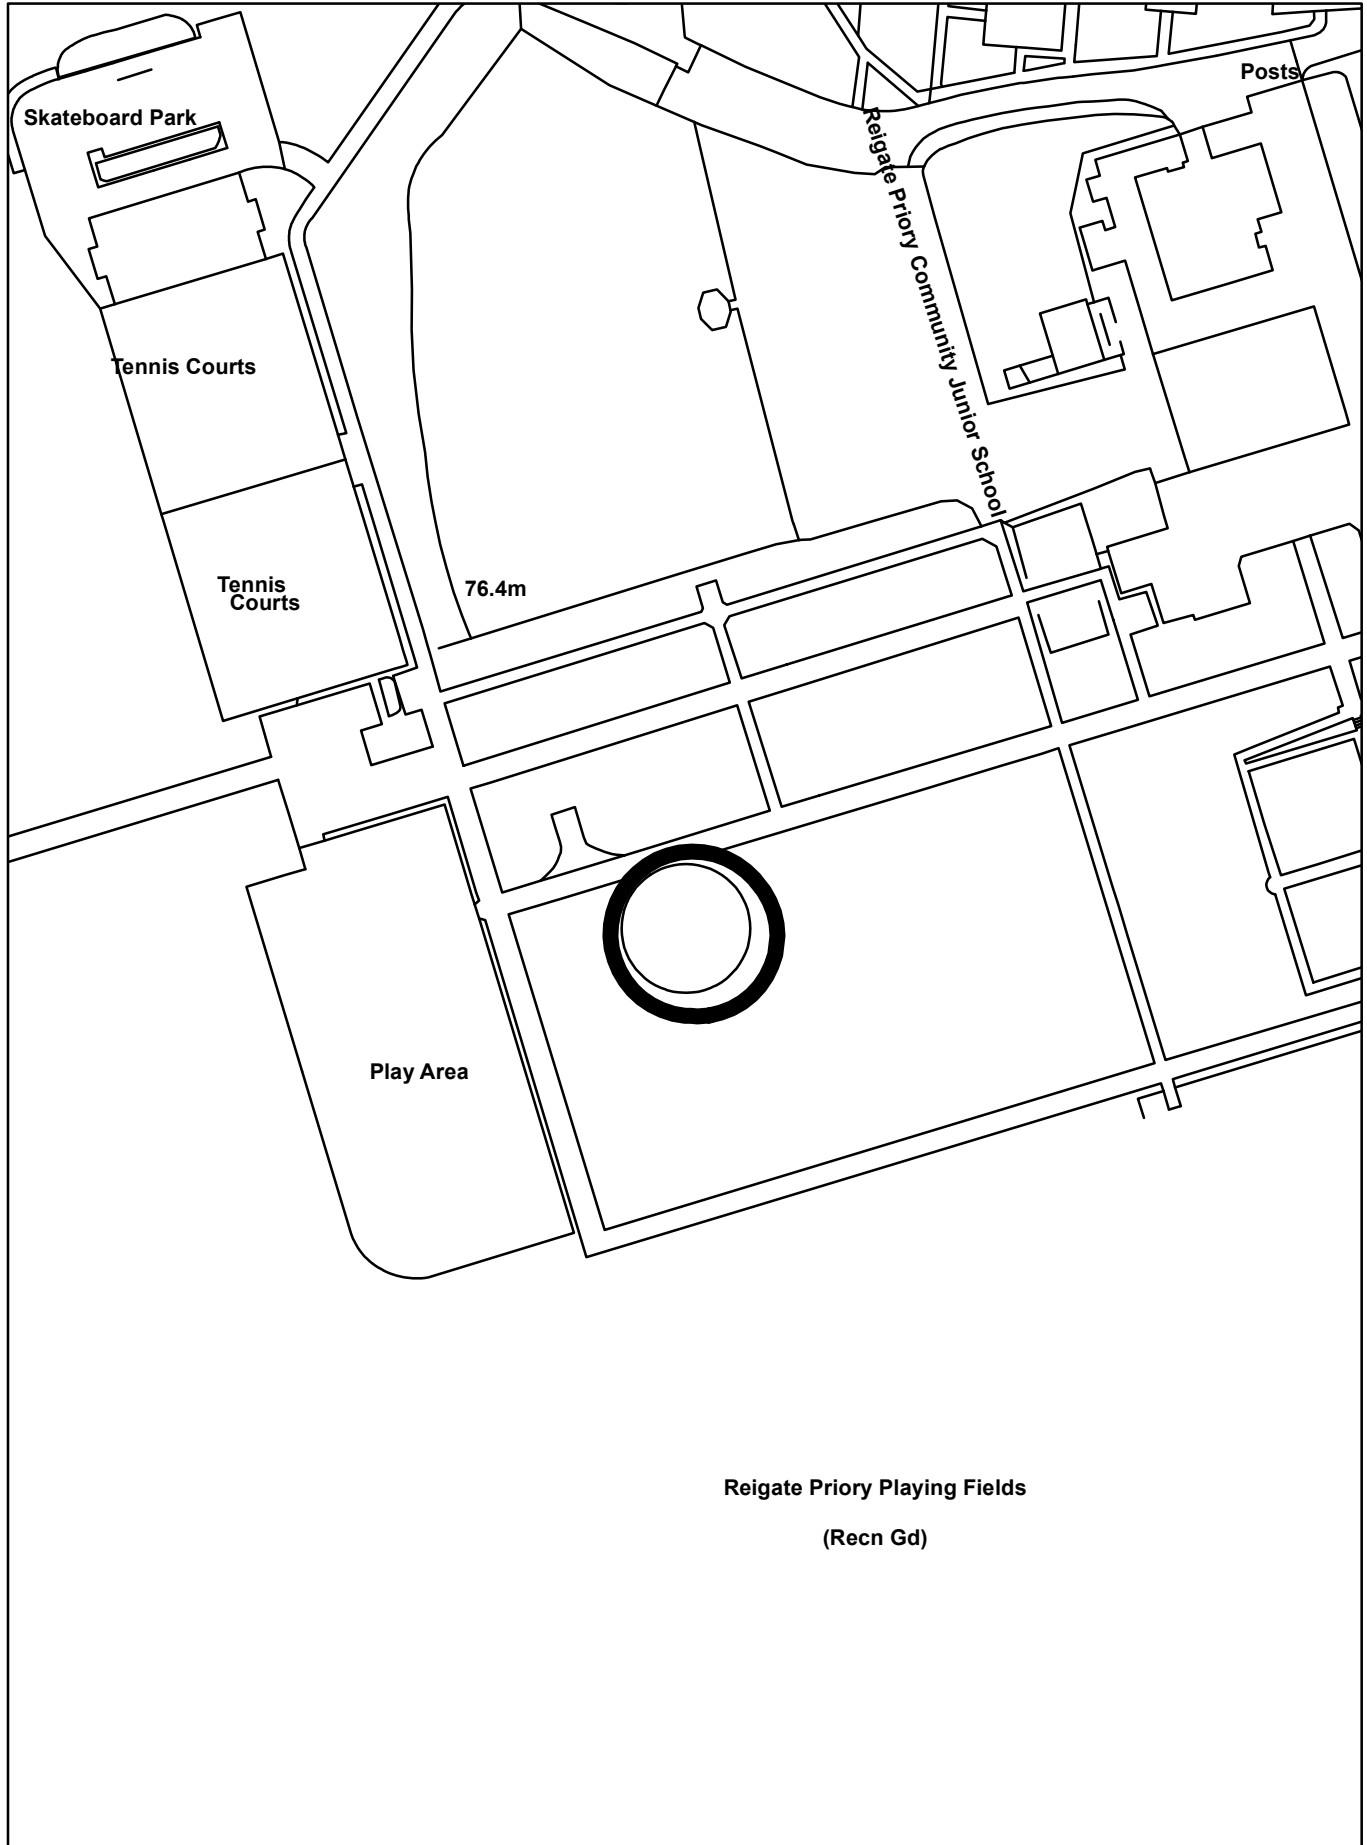 Posts
Skateboard Park
Reigate Priory Community Junior School
Tennis Courts
Tennis
Courts
76.4m
Play Area
Reigate Priory Playing Fields
(Recn Gd)